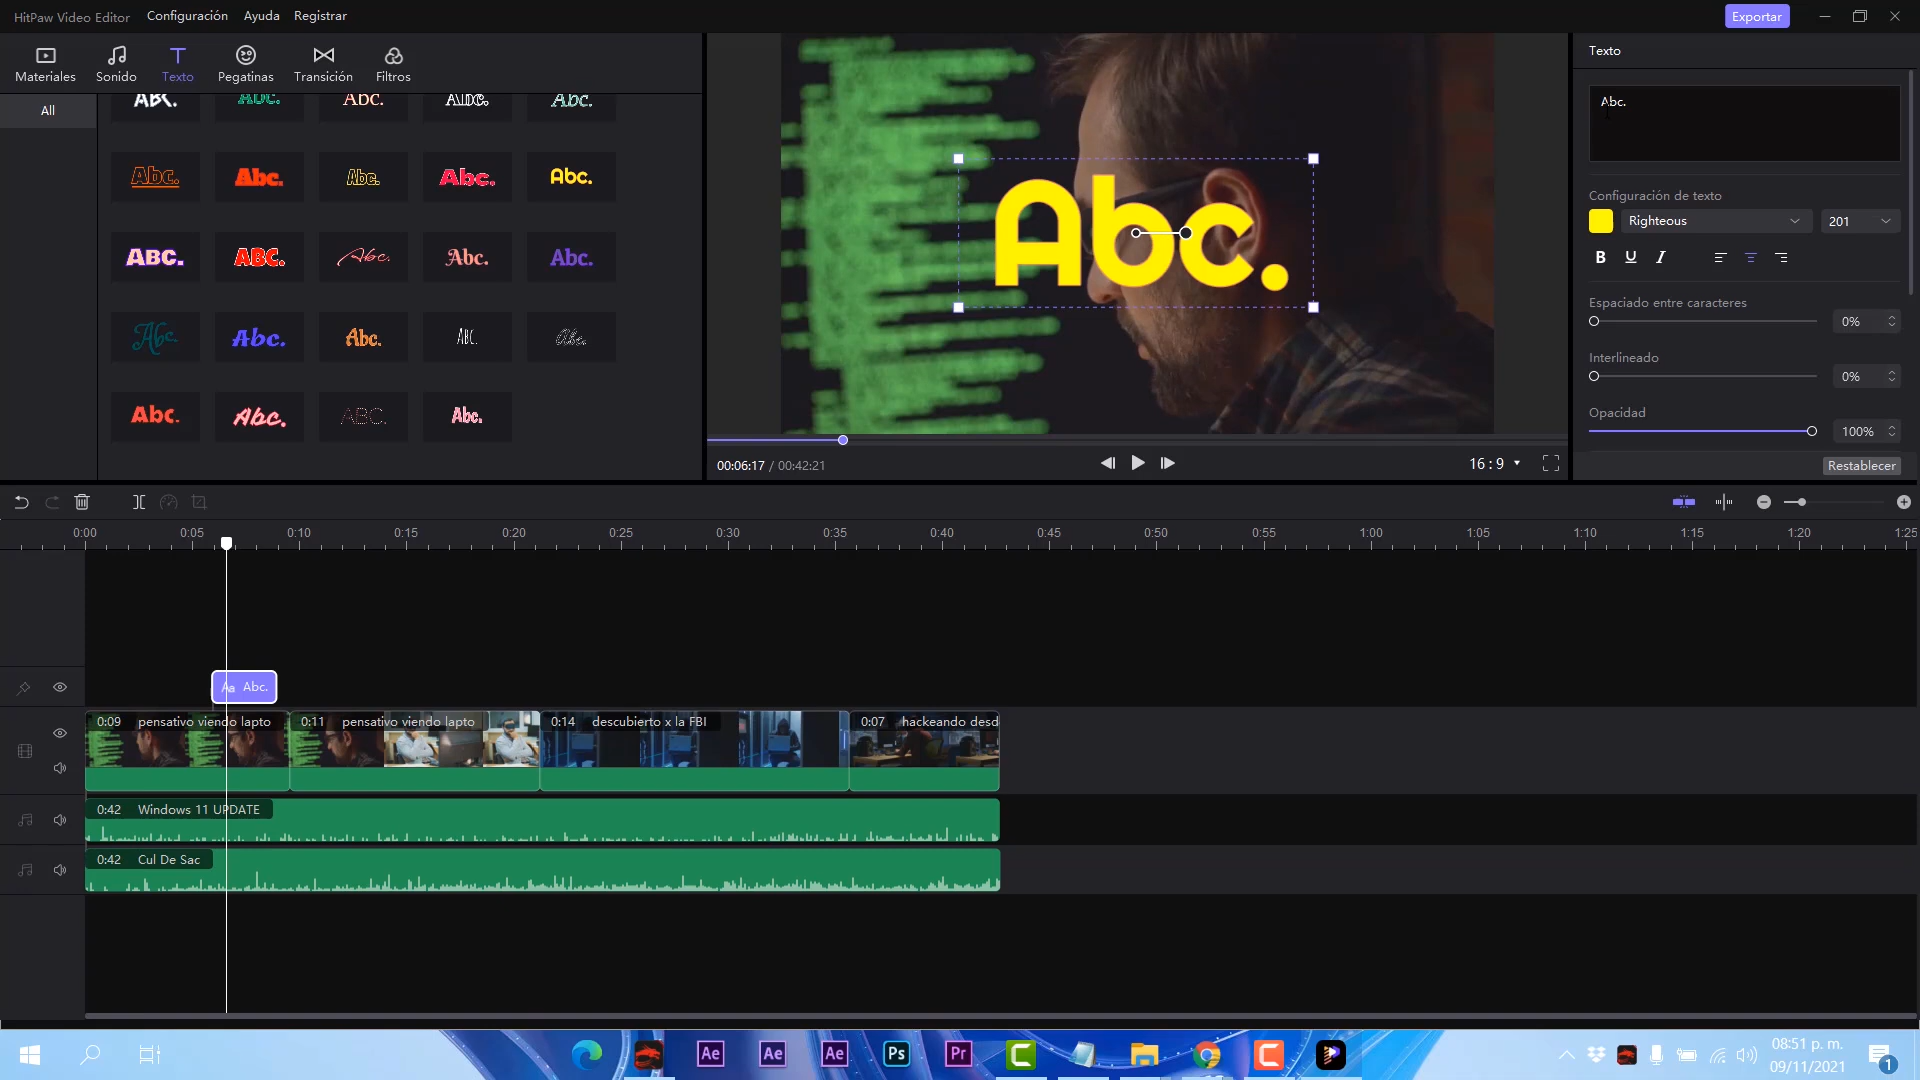 HitPaw Video Editor Configuración Ayuda Registrar Exportar
Materiales Sonido Texto Pegatinas Transición Filtros
All
ABC. Abc. Abc. ABC. Abc.
Abc. Abc. Abc. Abc. Abc.
ABC. ABC. Abc. Abc. Abc.
Abc. Abc. Abc. ABC. Abc.
Abc. Abc. ABC. Abc.
Abc.
00:06:17 / 00:42:21
16:9
Texto
Abc.
Configuración de texto
Righteous 201
B U I
Espaciado entre caracteres
0%
Interlineado
0%
Opacidad
100%
Restablecer
0:00 0:05 0:10 0:15 0:20 0:25 0:30 0:35 0:40 0:45 0:50 0:55 1:00 1:05 1:10 1:15 1:20 1:25
Aa Abc.
0:09 pensativo viendo lapto 0:11 pensativo viendo lapto 0:14 descubierto x la FBI 0:07 hackeando desd
0:42 Windows 11 UPDATE
0:42 Cul De Sac
Ae Ae Ae Ps Pr
08:51 p. m.
09/11/2021
1